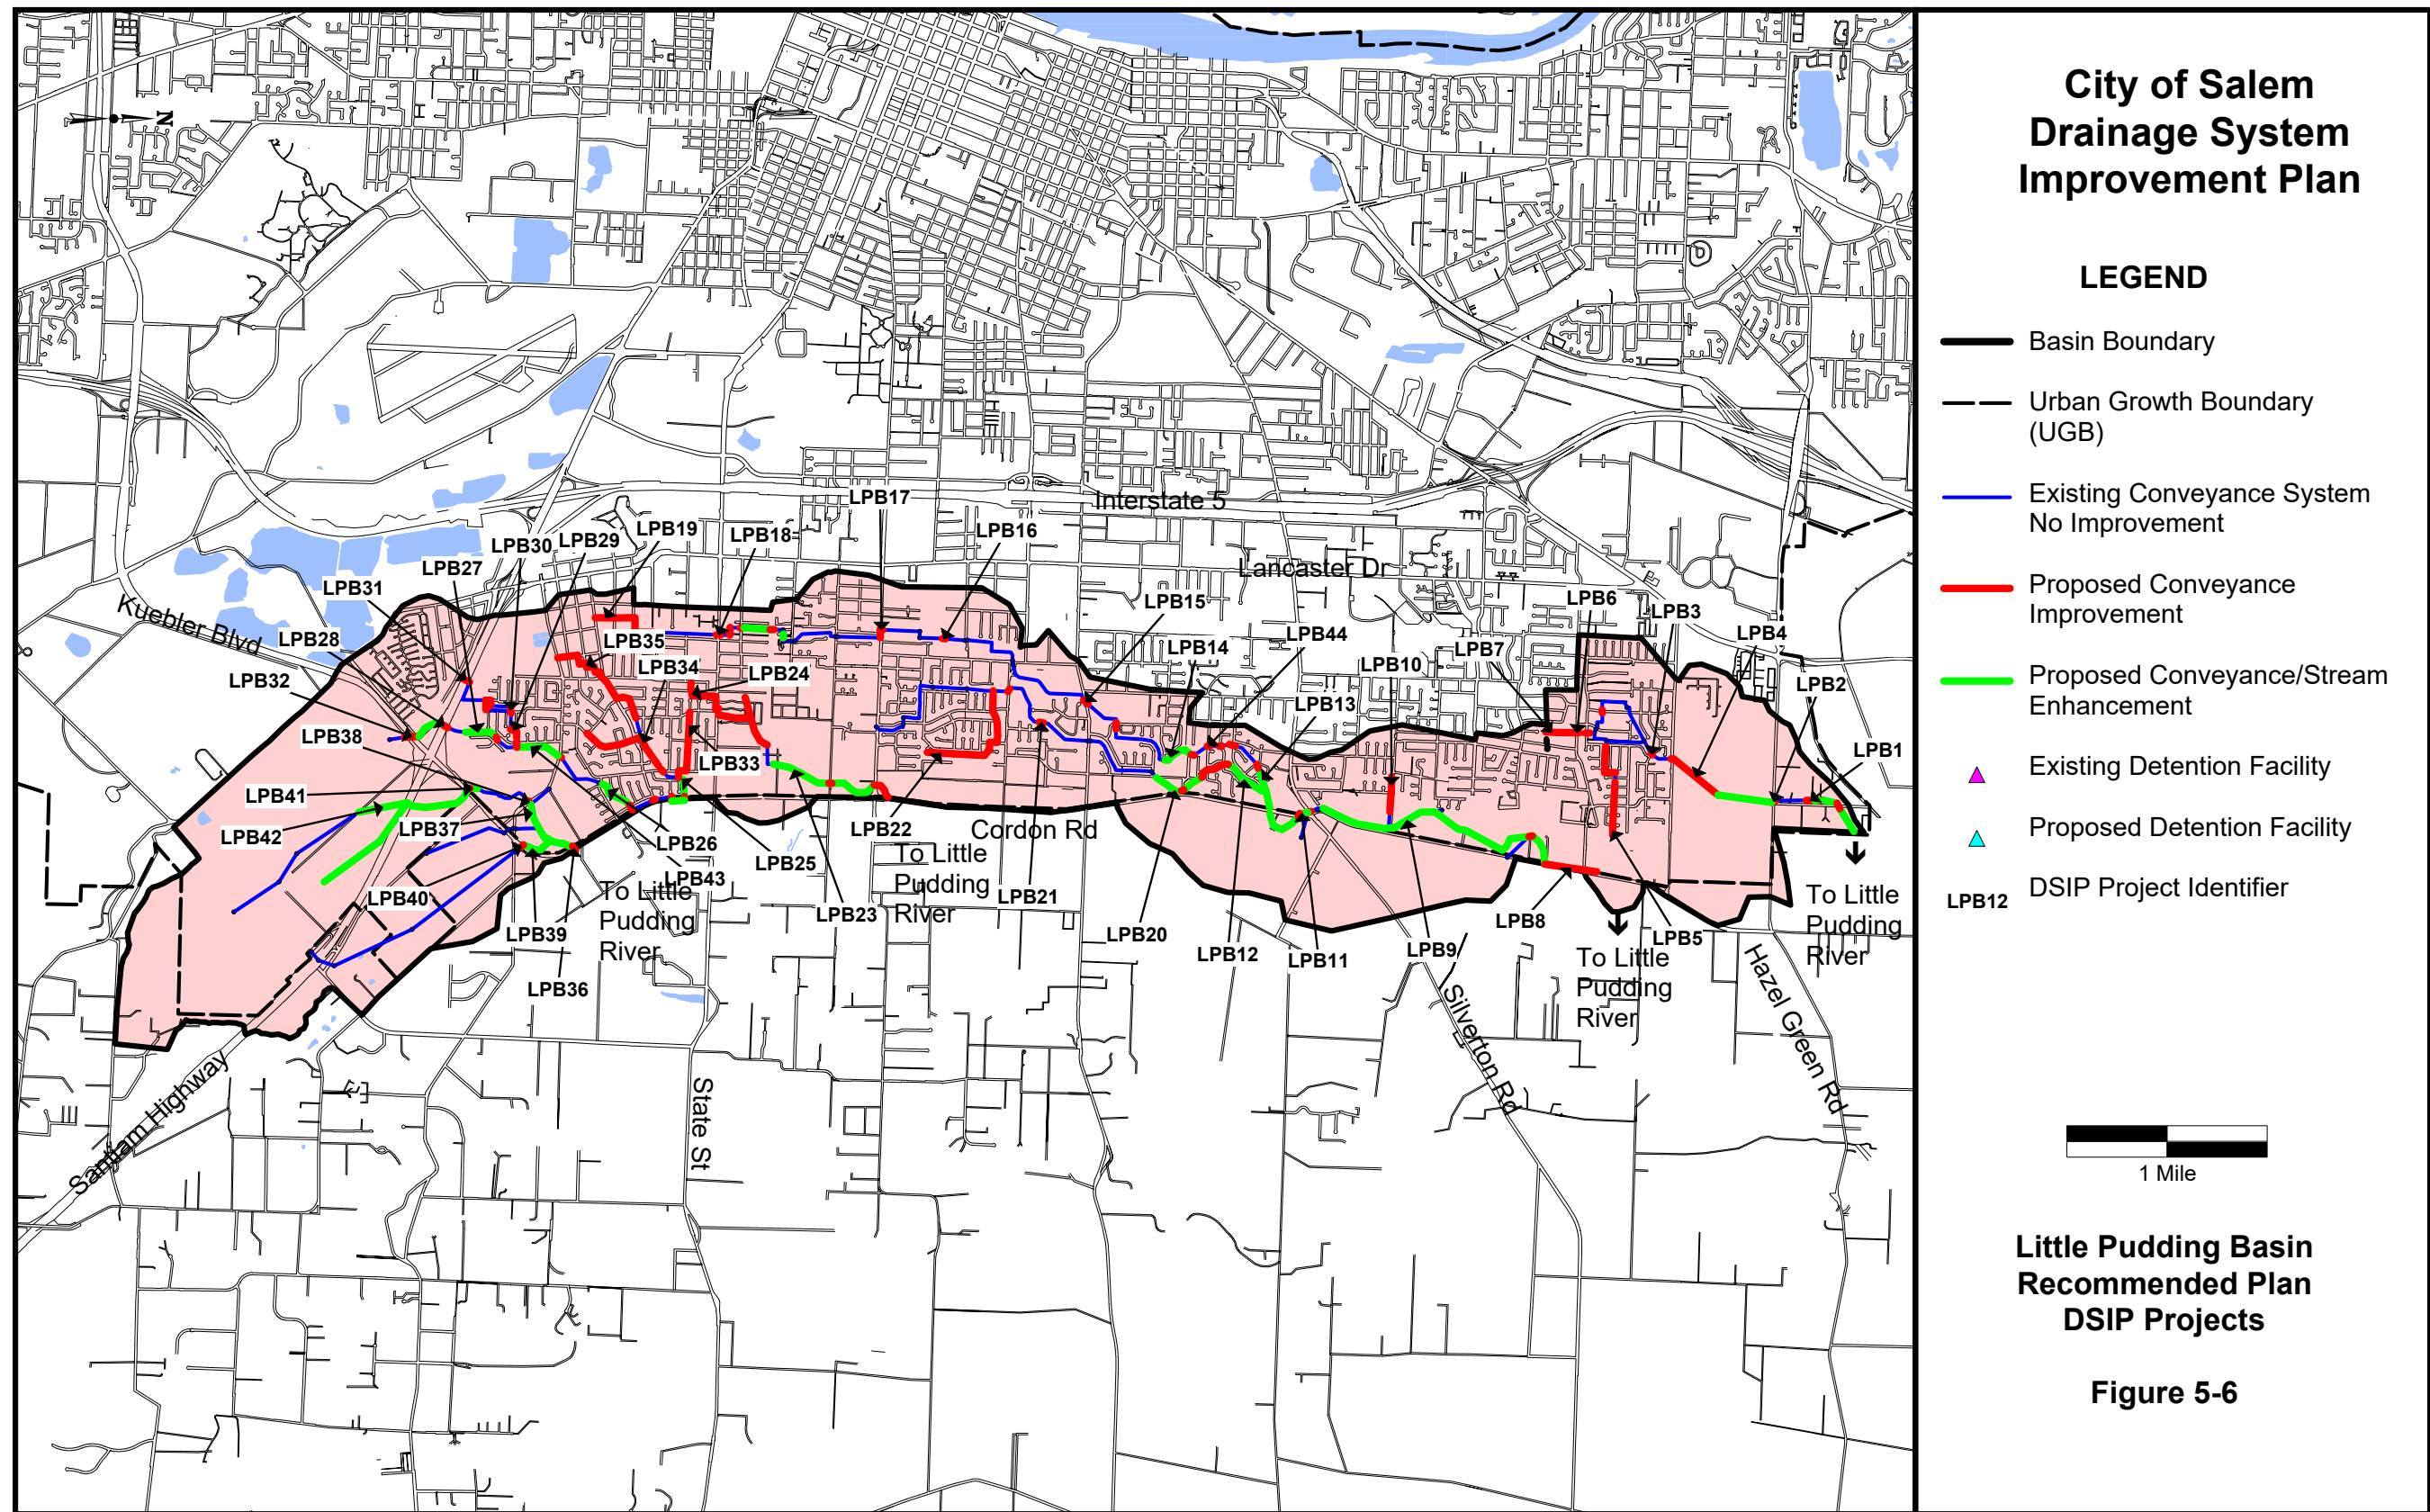 City of Salem
Drainage System
Improvement Plan
LEGEND
Basin Boundary
Urban Growth Boundary
(UGB)
Existing Conveyance System
No Improvement
Proposed Conveyance
Improvement
Proposed Conveyance/Stream
Enhancement
Existing Detention Facility
Proposed Detention Facility
LPB12
DSIP Project Identifier
1 Mile
Little Pudding Basin
Recommended Plan
DSIP Projects
Figure 5-6
N
Interstate 5
Lancaster Dr
Kuebler Blvd
Cordon Rd
Santiam Highway
State St
Silverton Rd
Hazel Green Rd
LPB17
LPB16
LPB19
LPB18
LPB30
LPB29
LPB27
LPB31
LPB28
LPB32
LPB38
LPB41
LPB42
LPB37
LPB40
LPB39
LPB36
LPB35
LPB34
LPB24
LPB33
LPB26
LPB43
LPB25
LPB22
LPB23
LPB21
LPB20
LPB15
LPB14
LPB44
LPB13
LPB12
LPB11
LPB10
LPB9
LPB7
LPB6
LPB3
LPB4
LPB2
LPB1
LPB8
LPB5
To Little
Pudding
River
To Little
Pudding
River
To Little
Pudding
River
To Little
Pudding
River